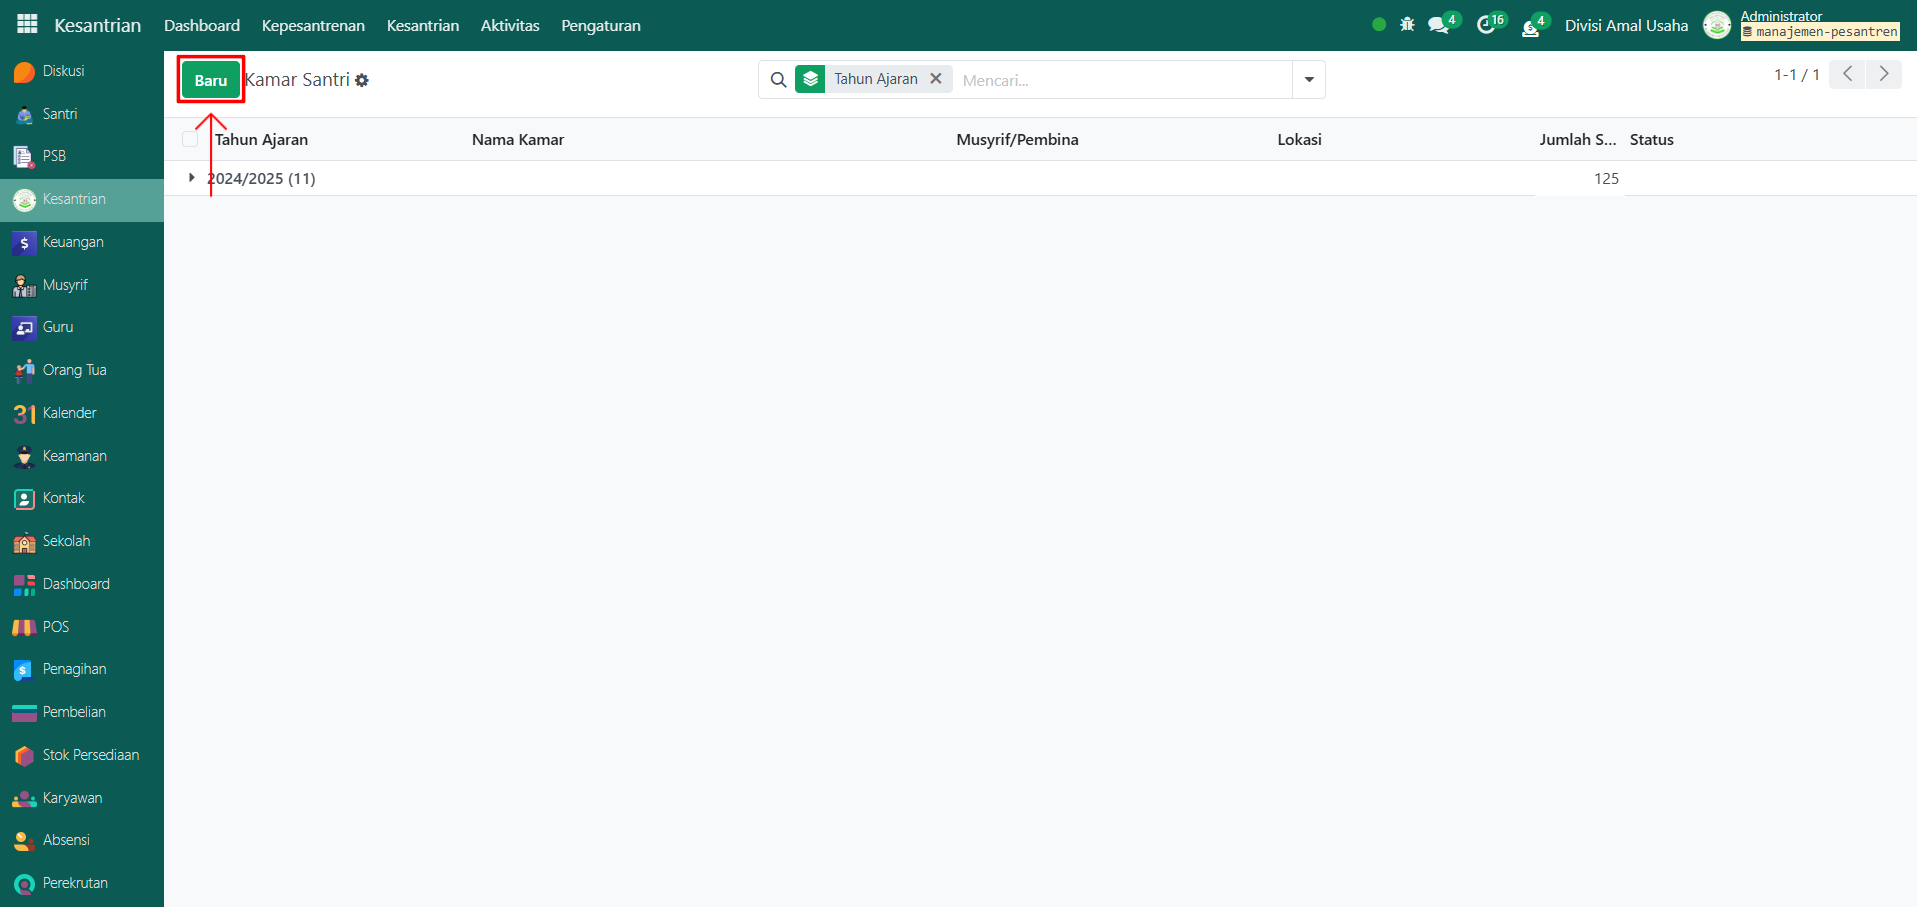 Kesantrian Dashboard Kepesantrenan Kesantrian Aktivitas Pengaturan 4 16 4 Divisi Amal Usaha Administrator
manajemen-pesantren
Baru Kamar Santri Tahun Ajaran Mencari... 1-1 / 1
Tahun Ajaran Nama Kamar Musyrif/Pembina Lokasi Jumlah S... Status
2024/2025 (11) 125
Diskusi
Santri
PSB
Kesantrian
Keuangan
Musyrif
Guru
Orang Tua
31 Kalender
Keamanan
Kontak
Sekolah
Dashboard
POS
Penagihan
Pembelian
Stok Persediaan
Karyawan
Absensi
Perekrutan